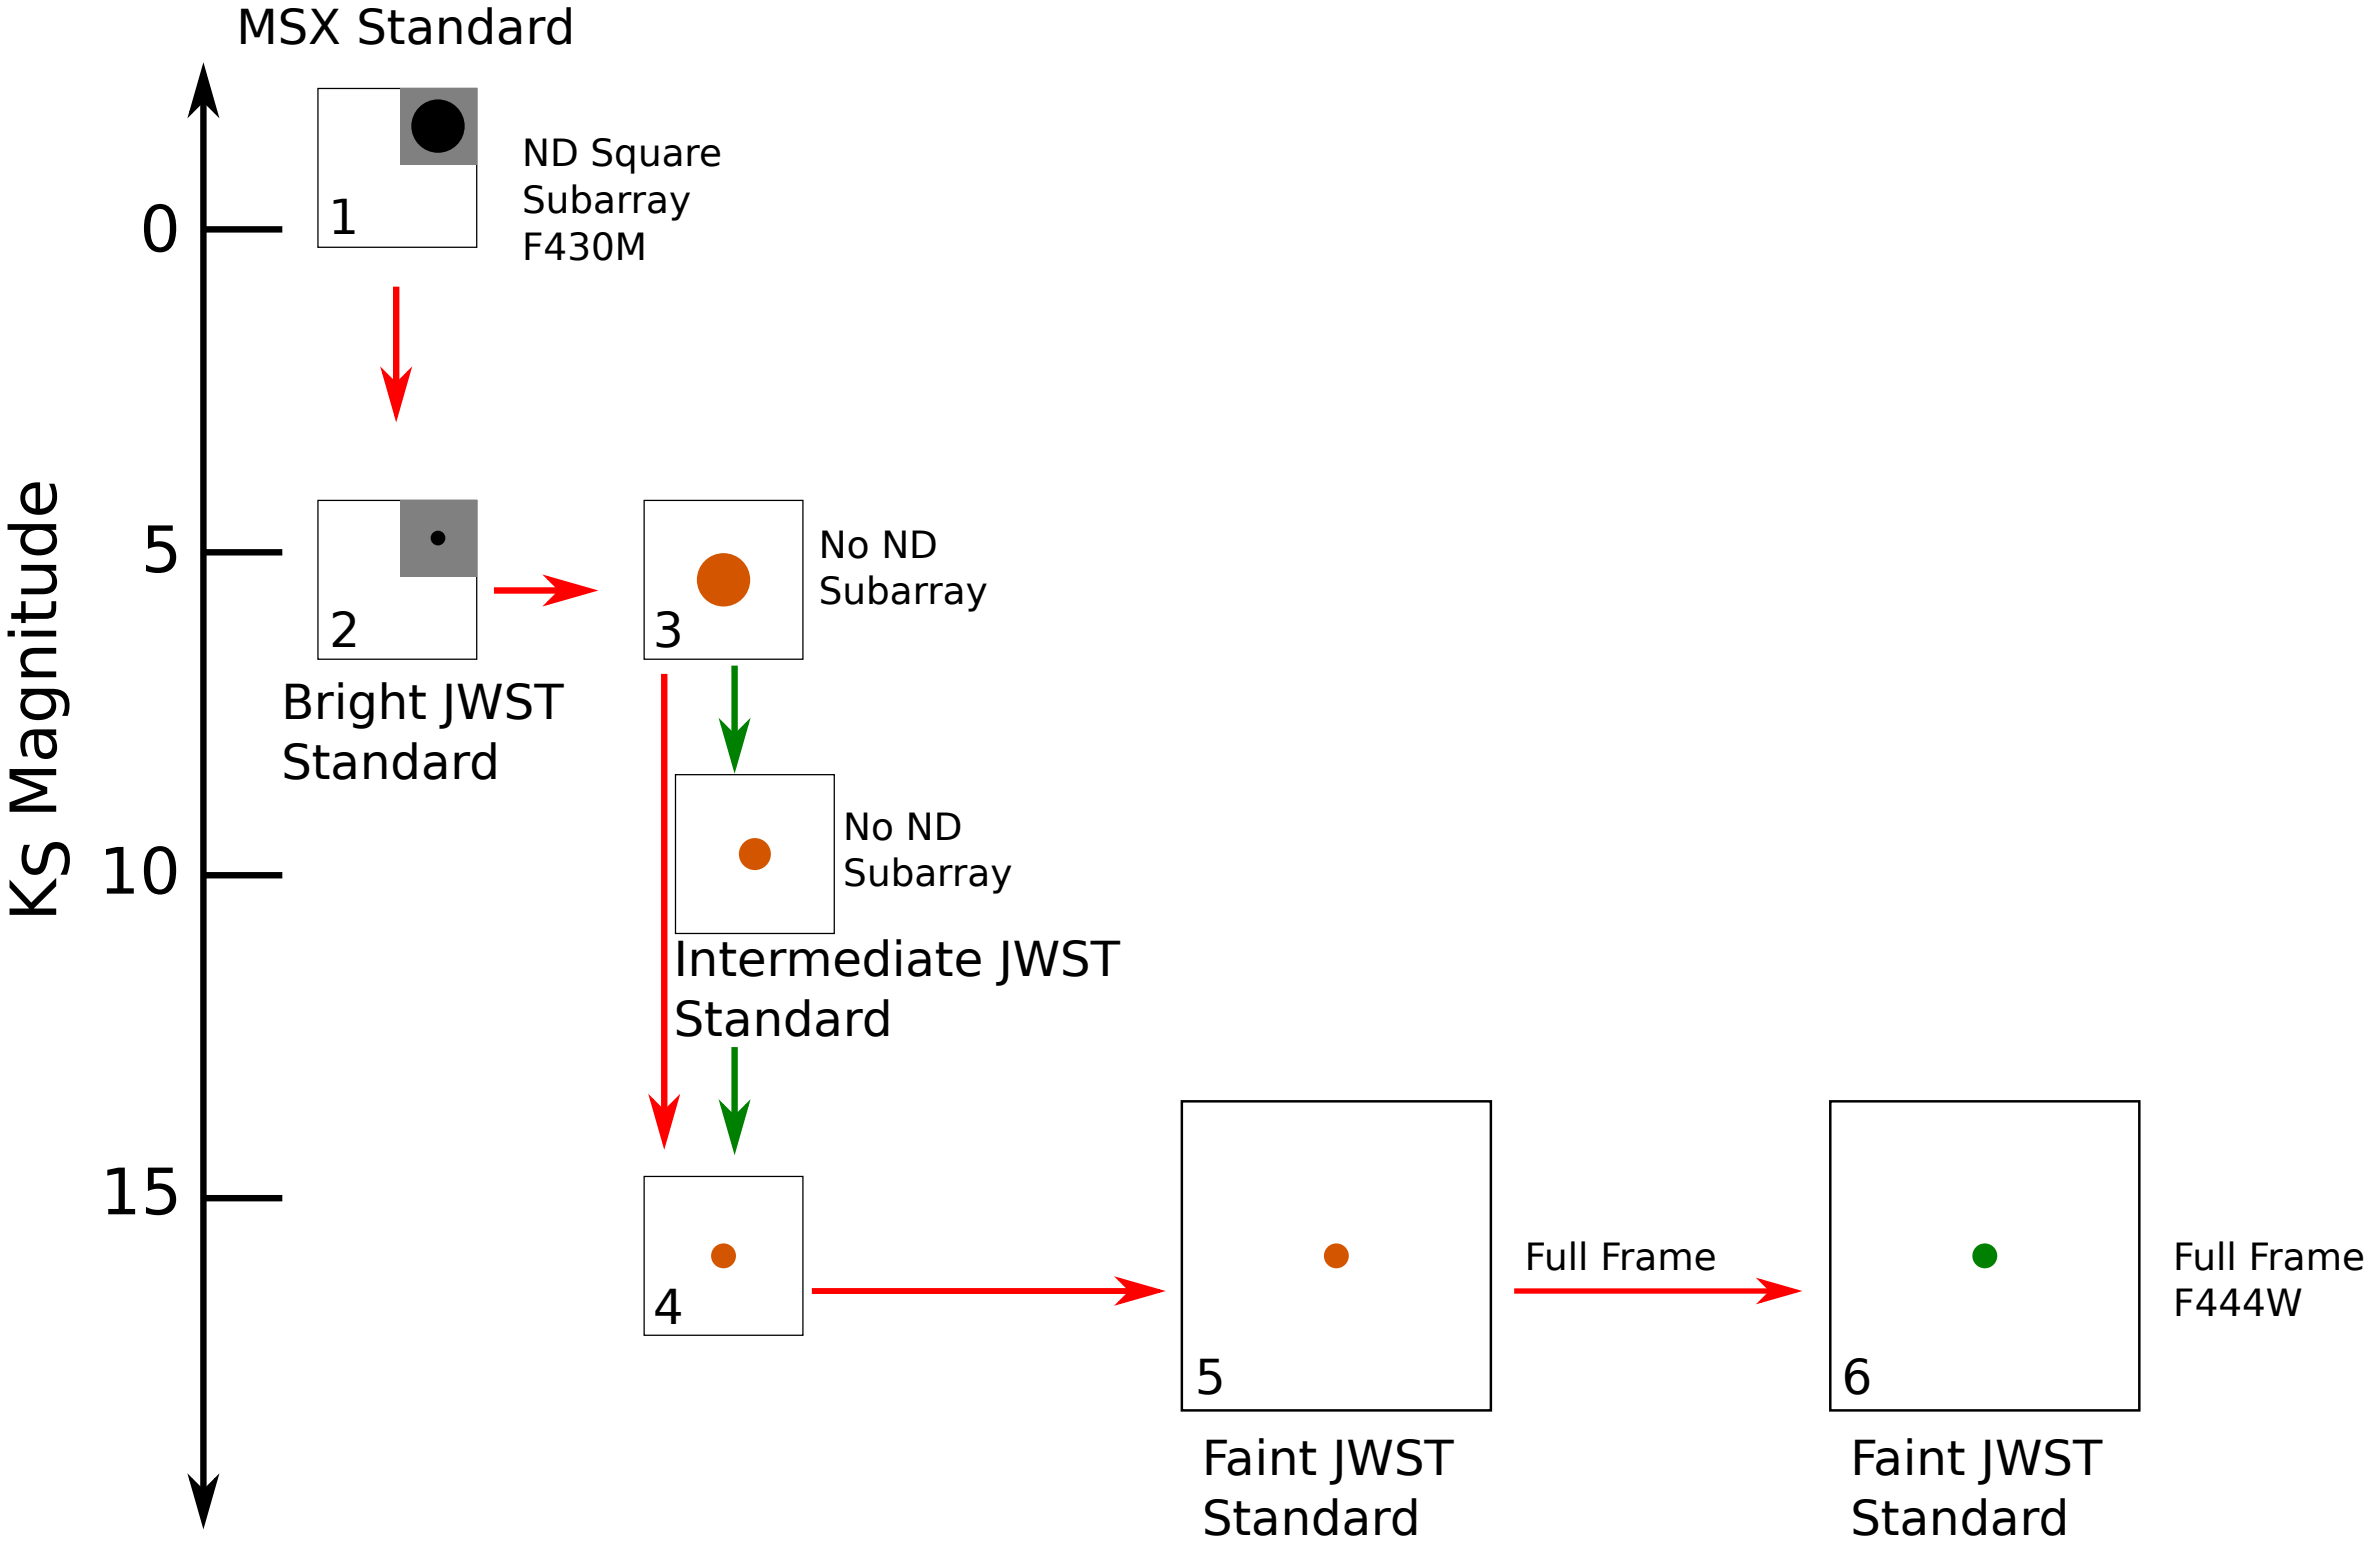 MSX Standard
ND Square
Subarray
F430M
1
0
Ks Magnitude
5
2
3
No ND
Subarray
Bright JWST
Standard
10
No ND
Subarray
Intermediate JWST
Standard
15
4
5
Full Frame
6
Full Frame
F444W
Faint JWST
Standard
Faint JWST
Standard